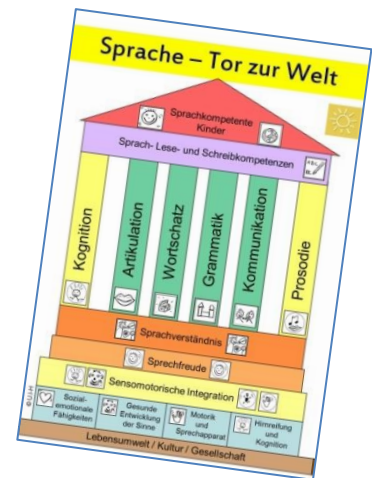 Sprache – Tor zur Welt
Sprachkompetente
Kinder
Sprach- Lese- und Schreibkompetenzen
Kognition
Artikulation
Wortschatz
Grammatik
Kommunikation
Prosodie
Sprachverständnis
Sprechfreude
Sensomotorische Integration
Sozial-
emotionale
Fähigkeiten
Gesunde
Entwicklung
der Sinne
Motorik
und
Sprechapparat
Hirnreifung
und
Kognition
Lebensumwelt / Kultur / Gesellschaft